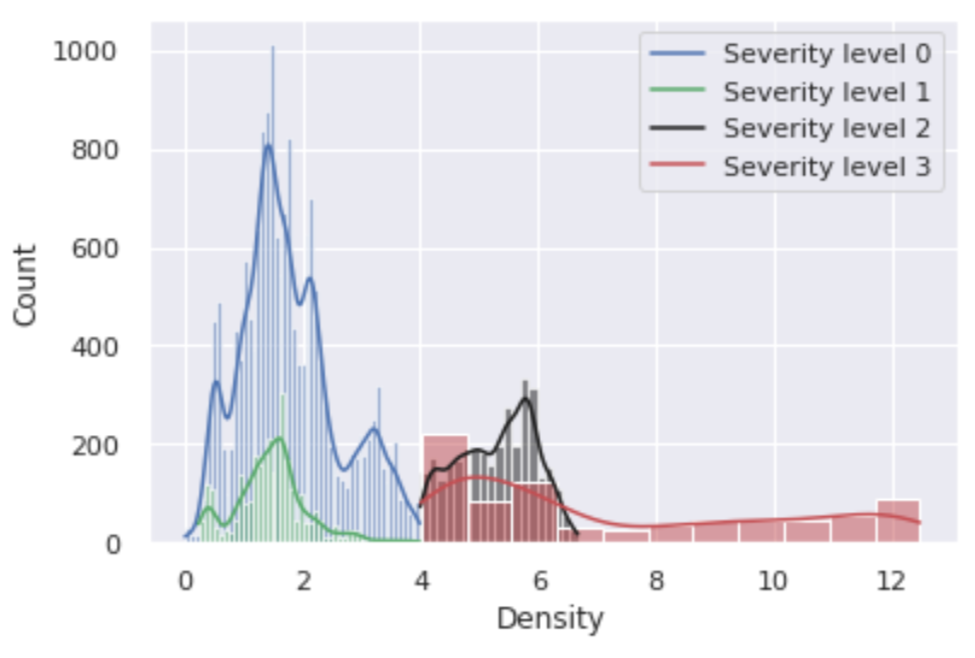 1000
800
600
400
200
0
Count
Severity level 0
Severity level 1
Severity level 2
Severity level 3
0 2 4 6 8 10 12
Density